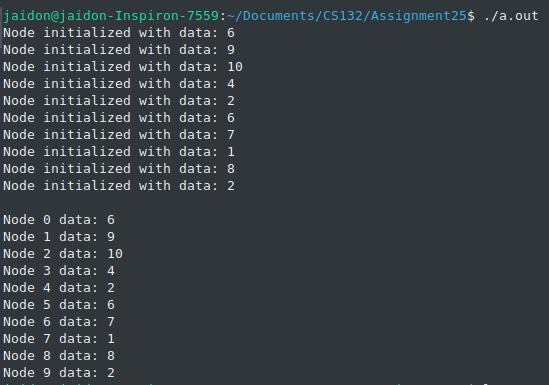 jaidon@jaidon-Inspiron-7559:~/Documents/CS132/Assignment25$ ./a.out
Node initialized with data: 6
Node initialized with data: 9
Node initialized with data: 10
Node initialized with data: 4
Node initialized with data: 2
Node initialized with data: 6
Node initialized with data: 7
Node initialized with data: 1
Node initialized with data: 8
Node initialized with data: 2
Node 0 data: 6
Node 1 data: 9
Node 2 data: 10
Node 3 data: 4
Node 4 data: 2
Node 5 data: 6
Node 6 data: 7
Node 7 data: 1
Node 8 data: 8
Node 9 data: 2